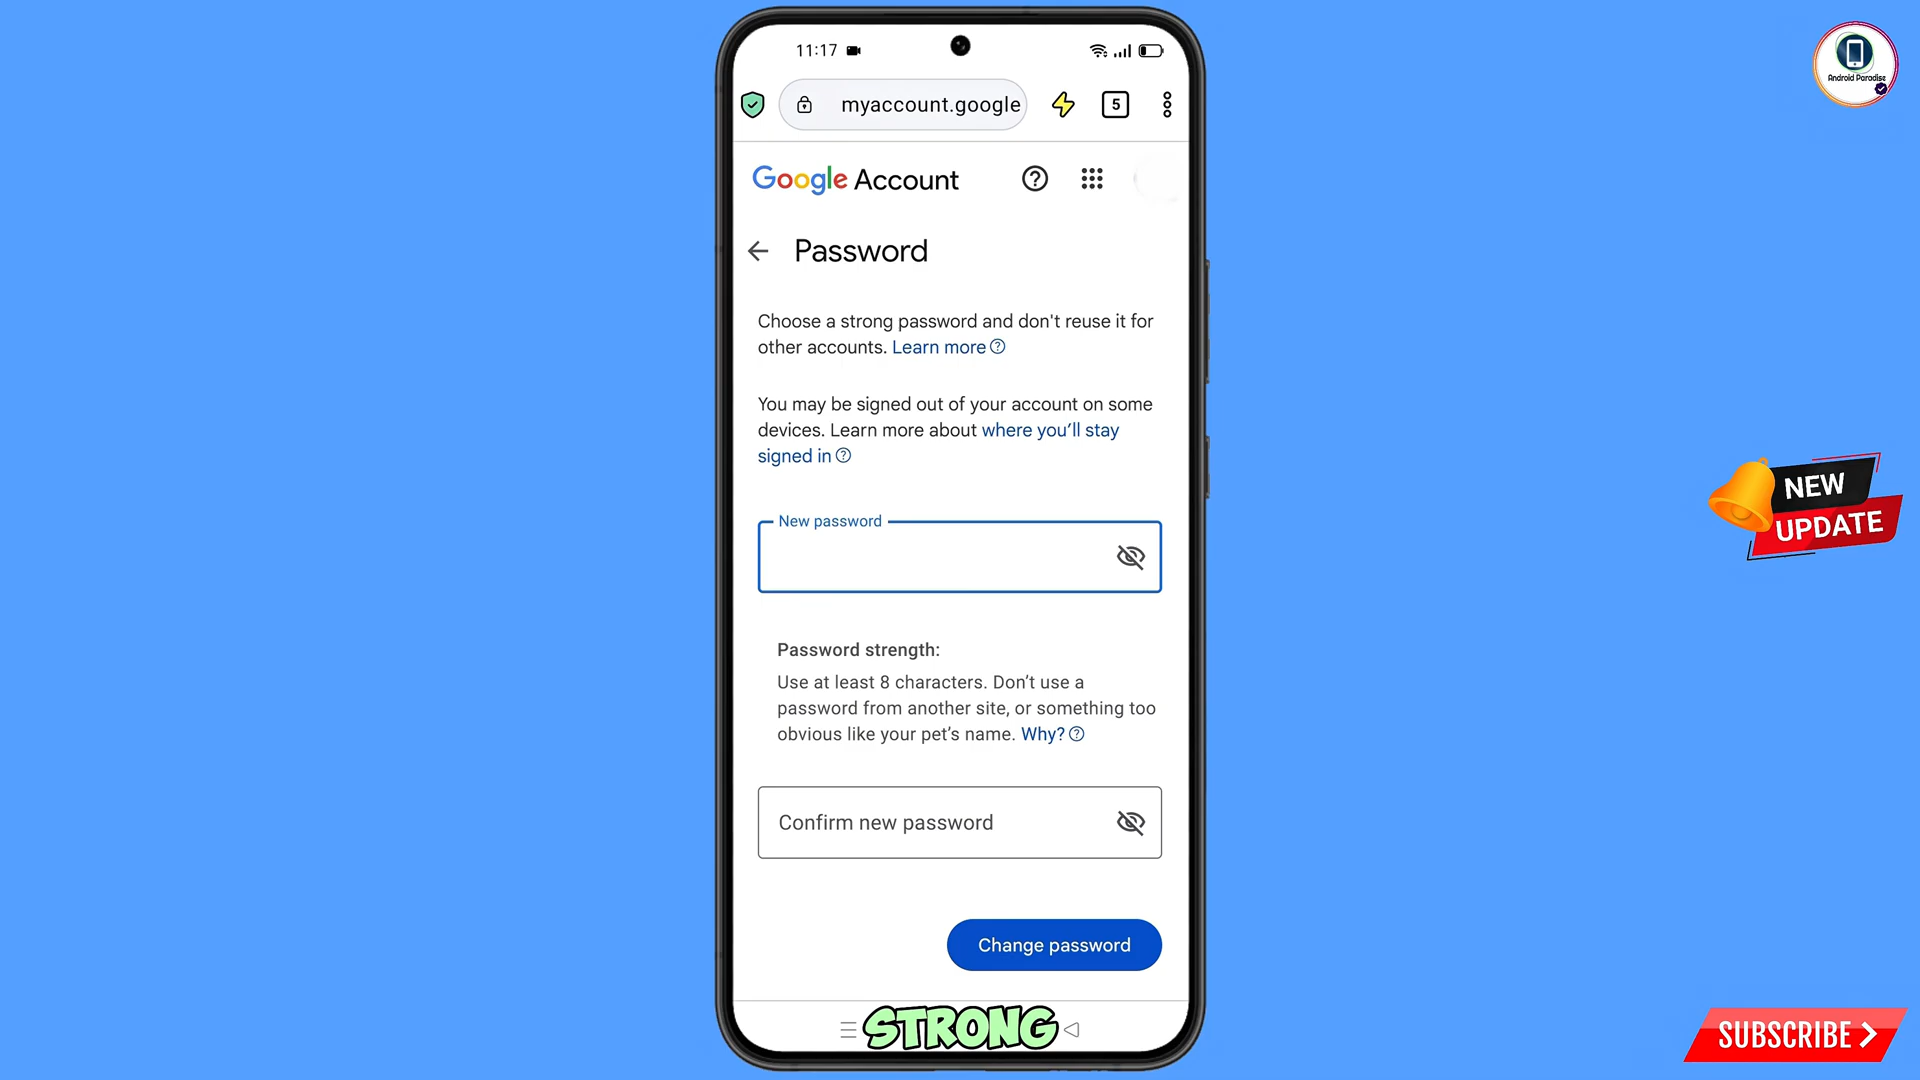 11:17
Android Paradise
myaccount.google
5
Google Account
Password
Choose a strong password and don't reuse it for
other accounts. Learn more
You may be signed out of your account on some
devices. Learn more about where you’ll stay
signed in
New password
NEW
UPDATE
Password strength:
Use at least 8 characters. Don’t use a
password from another site, or something too
obvious like your pet’s name. Why?
Confirm new password
Change password
STRONG
SUBSCRIBE